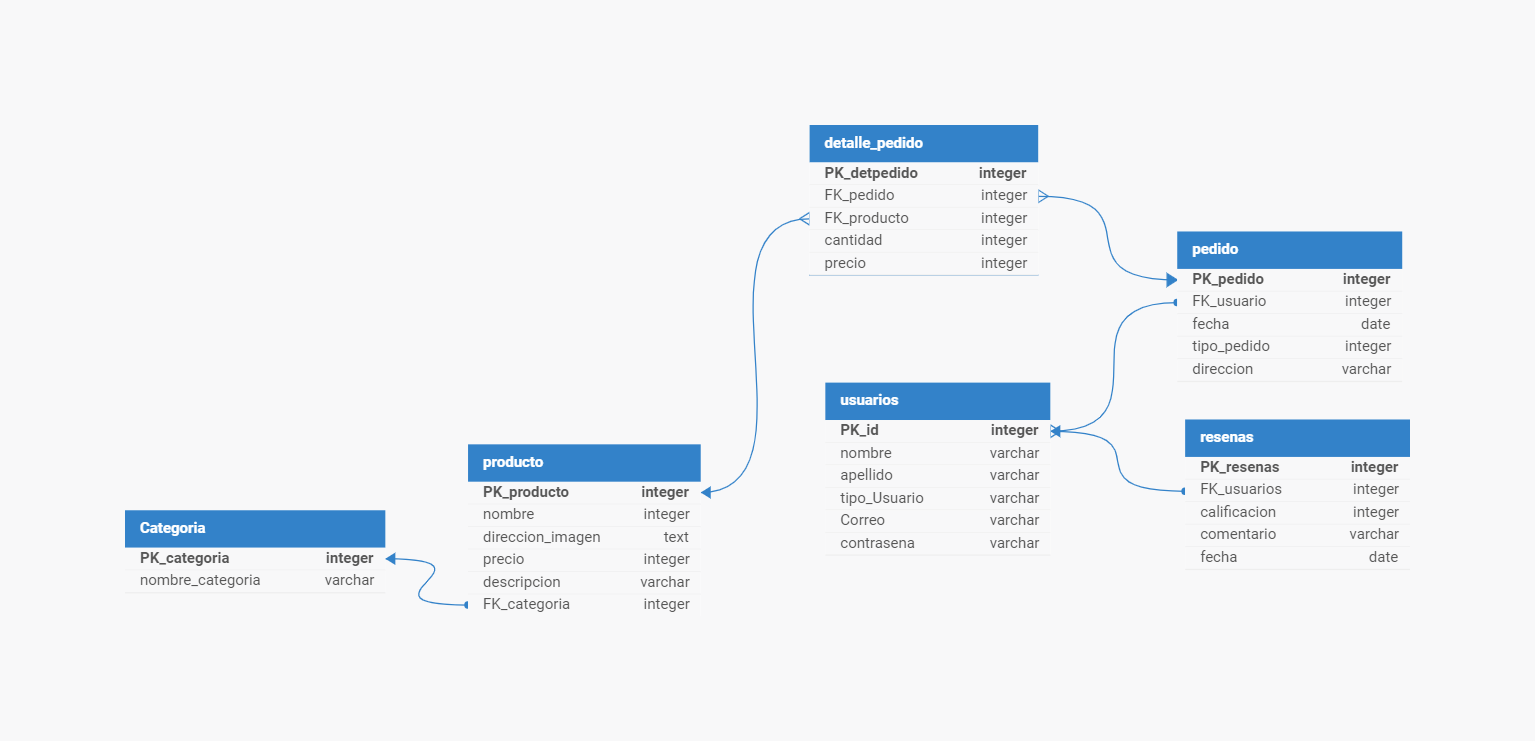 detalle_pedido
PK_detpedido integer
FK_pedido integer
FK_producto integer
cantidad integer
precio integer
pedido
PK_pedido integer
FK_usuario integer
fecha date
tipo_pedido integer
direccion varchar
usuarios
PK_id integer
nombre varchar
apellido varchar
tipo_Usuario varchar
Correo varchar
contrasena varchar
resenas
PK_resenas integer
FK_usuarios integer
calificacion integer
comentario varchar
fecha date
producto
PK_producto integer
nombre integer
direccion_imagen text
precio integer
descripcion varchar
FK_categoria integer
Categoria
PK_categoria integer
nombre_categoria varchar